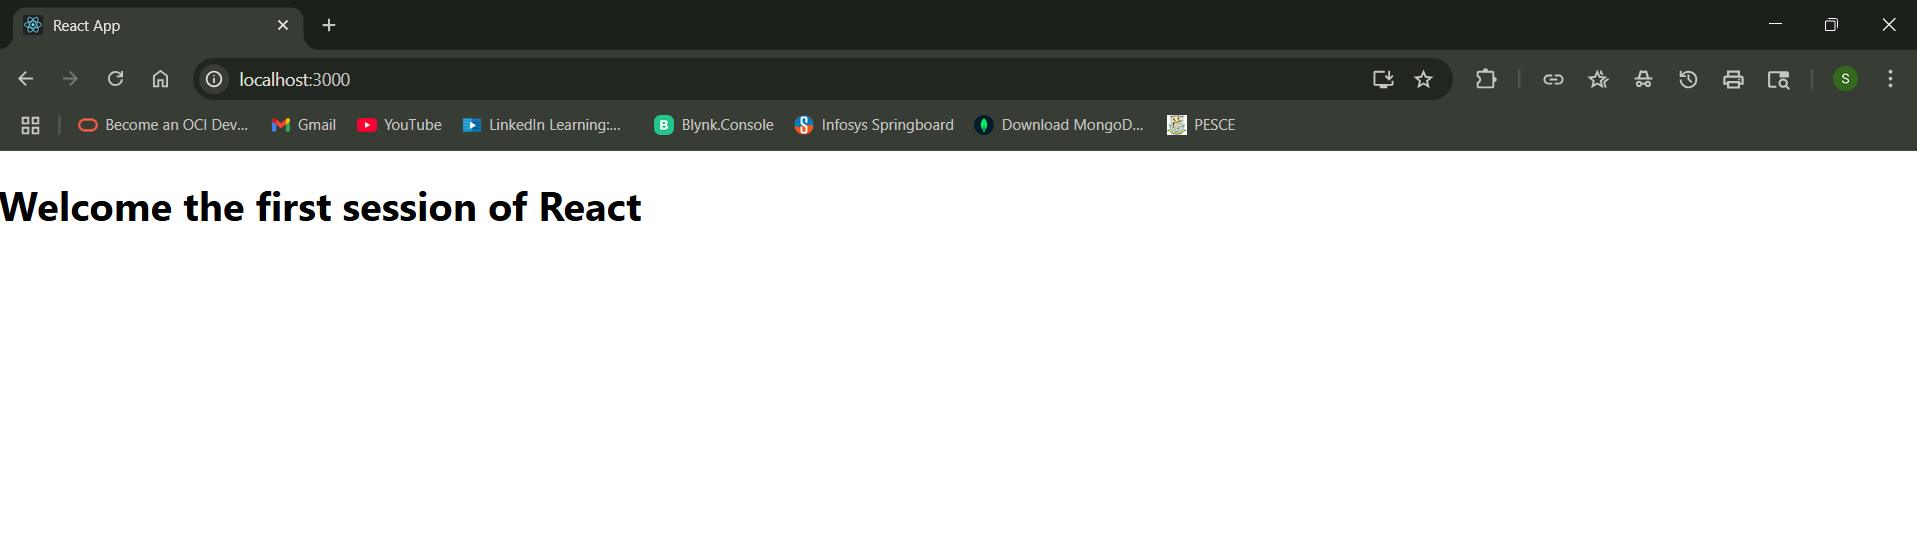 React App
localhost:3000
S
Become an OCI Dev... Gmail YouTube LinkedIn Learning:... B Blynk.Console Infosys Springboard Download MongoD... PESCE
Welcome the first session of React